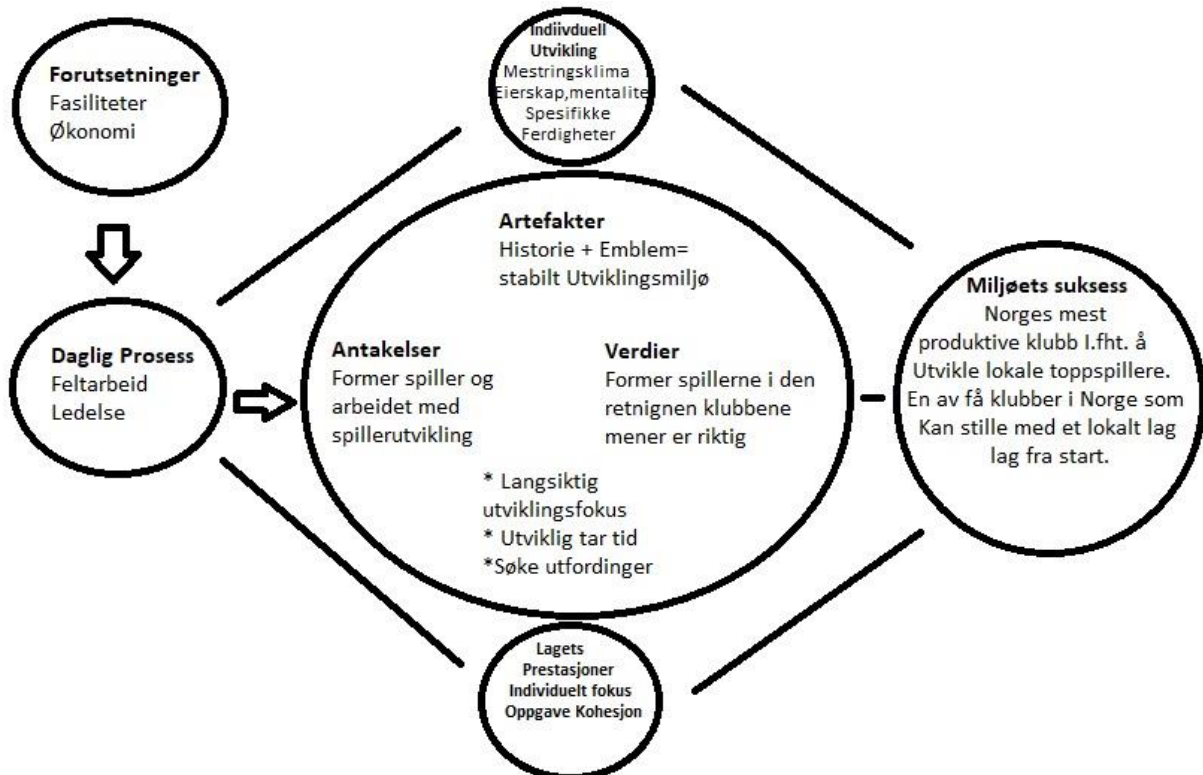 Forutsetninger
Fasiliteter
Økonomi
Indiivduell
Utvikling
Mestringsklima
Eierskap,mentalite
Spesifikke
Ferdigheter
Artefakter
Historie + Emblem=
stabilt Utviklingsmiljø
Daglig Prosess
Feltarbeid
Ledelse
Antakelser
Former spiller og
arbeidet med
spillerutvikling
Verdier
Former spillerne i den
retnignen klubbene
mener er riktig
* Langsiktig
utviklingsfokus
* Utviklig tar tid
*Søke utfordinger
Miljøets suksess
Norges mest
produktive klubb I.fht. å
Utvikle lokale toppspillere.
En av få klubber i Norge som
Kan stille med et lokalt lag
lag fra start.
Lagets
Prestasjoner
Individuelt fokus
Oppgave Kohesjon